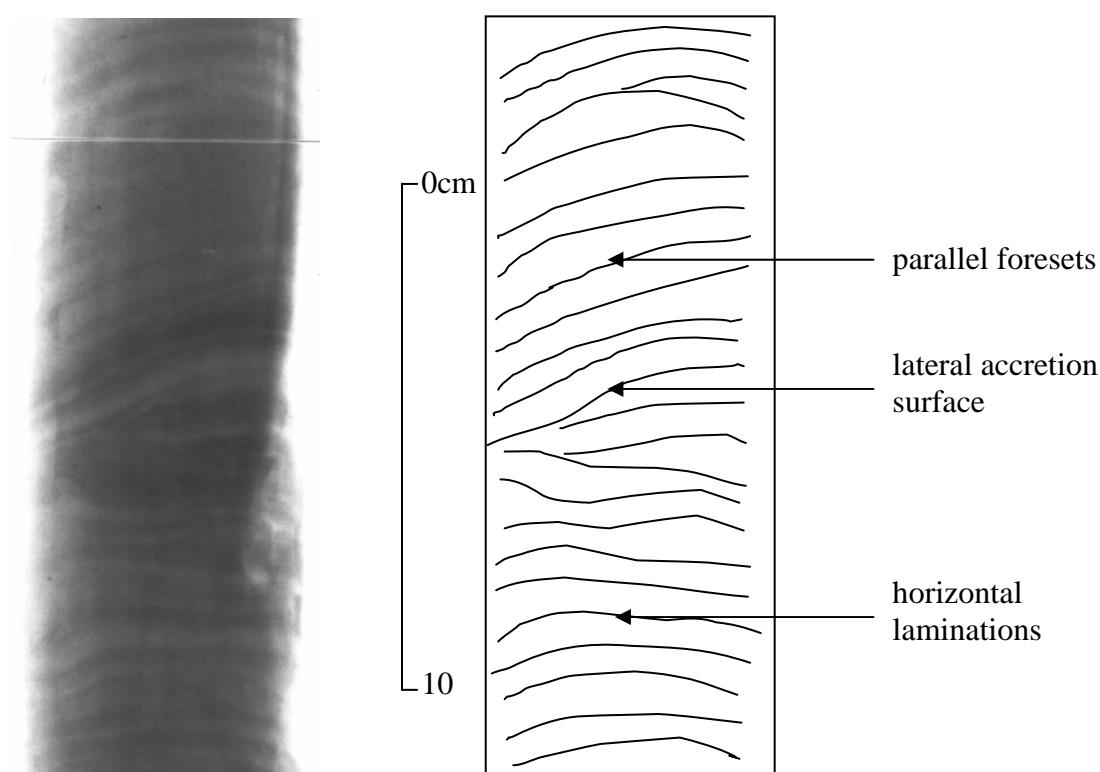 0cm
parallel foresets
lateral accretion
surface
horizontal
laminations
10